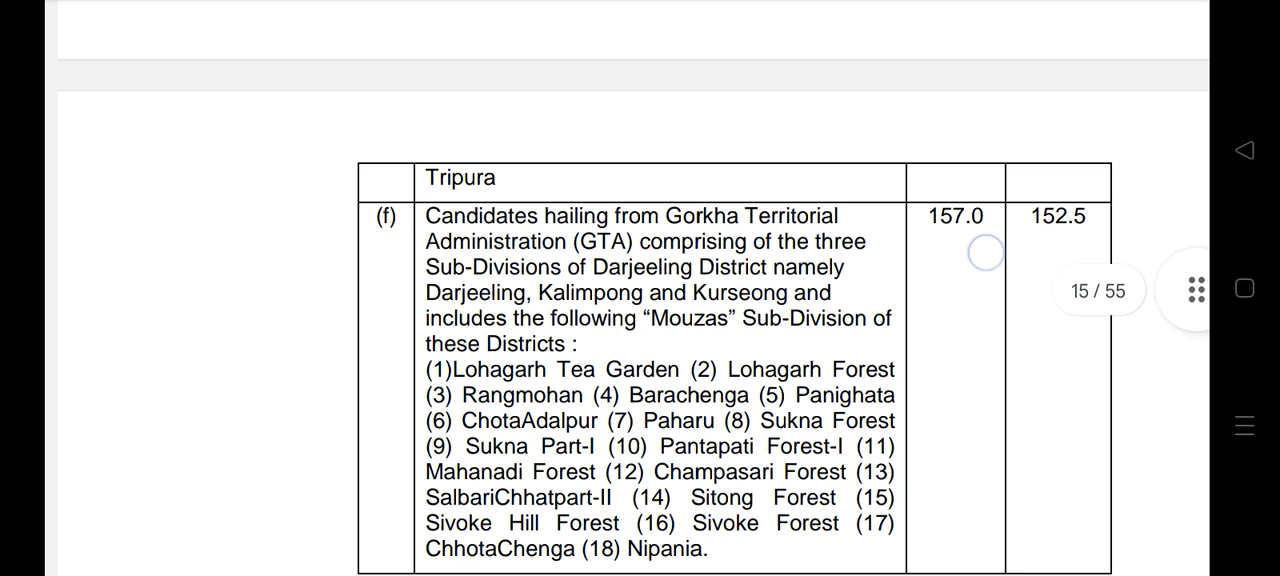 Tripura
(f) Candidates hailing from Gorkha Territorial 157.0 152.5
Administration (GTA) comprising of the three
Sub-Divisions of Darjeeling District namely
Darjeeling, Kalimpong and Kurseong and
includes the following “Mouzas” Sub-Division of
these Districts :
(1)Lohagarh Tea Garden (2) Lohagarh Forest
(3) Rangmohan (4) Barachenga (5) Panighata
(6) ChotaAdalpur (7) Paharu (8) Sukna Forest
(9) Sukna Part-I (10) Pantapati Forest-I (11)
Mahanadi Forest (12) Champasari Forest (13)
SalbariChhatpart-II (14) Sitong Forest (15)
Sivoke Hill Forest (16) Sivoke Forest (17)
ChhotaChenga (18) Nipania.
15 / 55